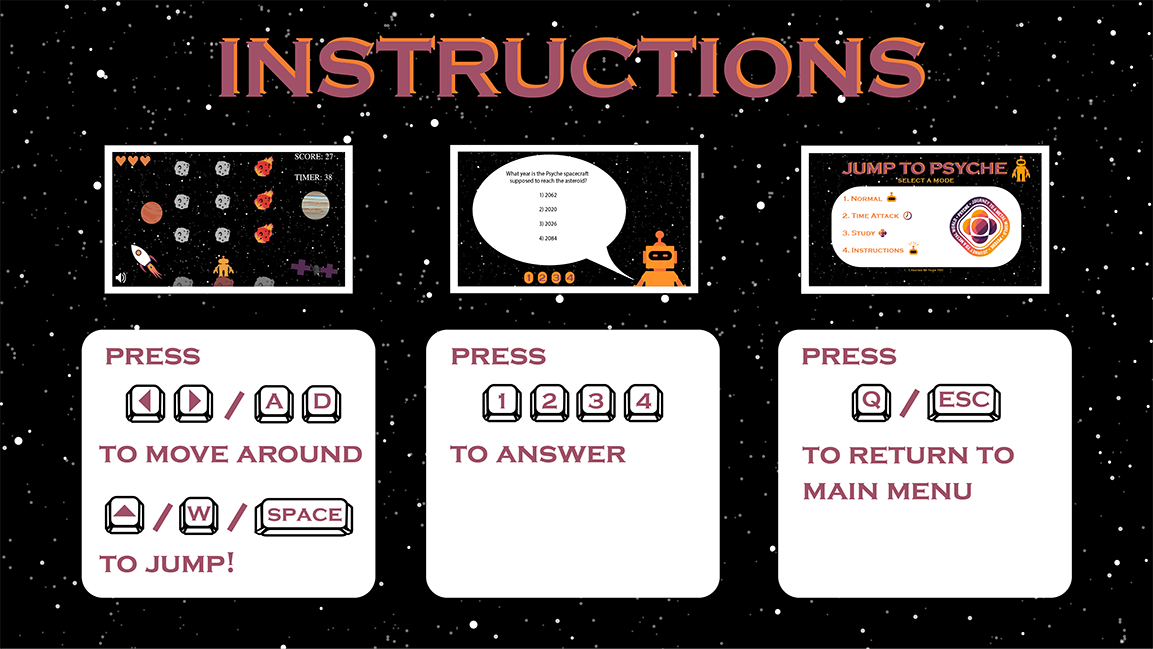 INSTRUCTIONS
SCORE: 27
TIMER: 38
What year is the Psyche spacecraft
supposed to reach the asteroid?
1) 2062
2) 2020
3) 2026
4) 2084
1 2 3 4
JUMP TO PSYCHE
SELECT A MODE
1. NORMAL
2. TIME ATTACK
3. STUDY
4. INSTRUCTIONS
PRESS
A D
TO MOVE AROUND
W / SPACE
TO JUMP!
PRESS
1 2 3 4
TO ANSWER
PRESS
Q / ESC
TO RETURN TO
MAIN MENU